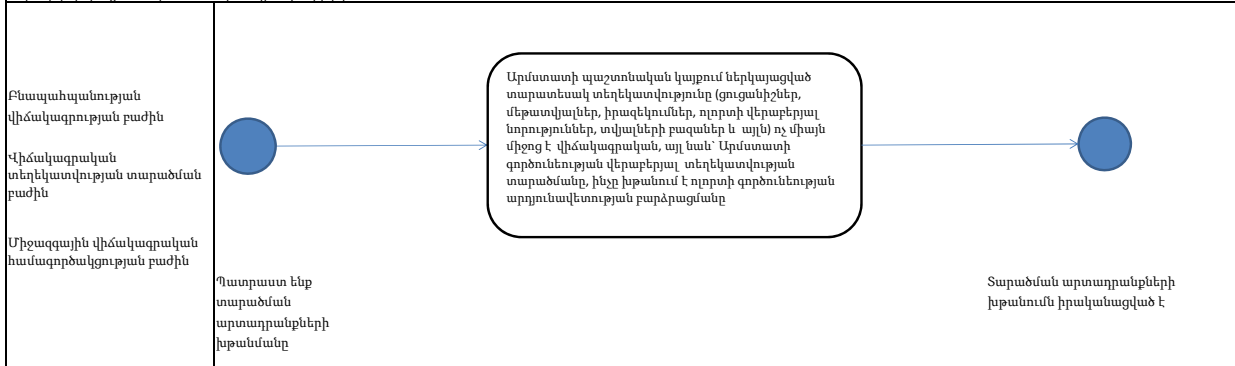 Բնապահպանության
վիճակագրության բաժին
Վիճակագրական
տեղեկատվության տարածման
բաժին
Միջազգային վիճակագրական
համագործակցության բաժին
Պատրաստ ենք
տարածման
արտադրանքների
խթանմանը
Արմստատի պաշտոնական կայքում ներկայացված
տարատեսակ տեղեկատվությունը (ցուցանիշներ,
մեթատվյալներ, իրազեկումներ, ոլորտի վերաբերյալ
նորություններ, տվյալների բազաներ և այլն) ոչ միայն
միջոց է վիճակագրական, այլ նաև՝ Արմստատի
գործունեության վերաբերյալ տեղեկատվության
տարածմանը, ինչը խթանում է ոլորտի գործունեության
արդյունավետության բարձրացմանը
Տարածման արտադրանքների
խթանումն իրականացված է